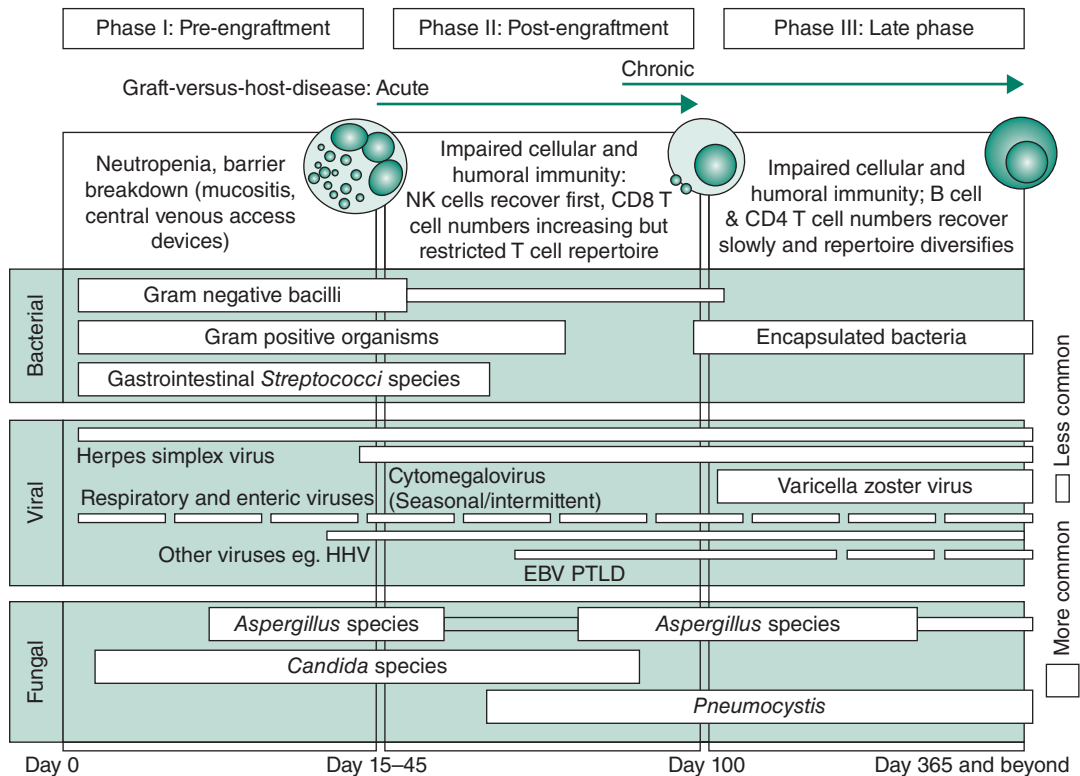 Phase I: Pre-engraftment
Phase II: Post-engraftment
Phase III: Late phase
Chronic
Graft-versus-host-disease: Acute
Neutropenia, barrier
breakdown (mucositis,
central venous access
devices)
Impaired cellular and
humoral immunity:
NK cells recover first, CD8 T
cell numbers increasing but
restricted T cell repertoire
Impaired cellular and
humoral immunity; B cell
& CD4 T cell numbers recover
slowly and repertoire diversifies
Bacterial
Gram negative bacilli
Gram positive organisms
Encapsulated bacteria
Gastrointestinal Streptococci species
Viral
Herpes simplex virus
Cytomegalovirus
(Seasonal/intermittent)
Varicella zoster virus
Respiratory and enteric viruses
Other viruses eg. HHV
EBV PTLD
Fungal
Aspergillus species
Aspergillus species
Candida species
Pneumocystis
Less common
More common
Day 0
Day 15–45
Day 100
Day 365 and beyond